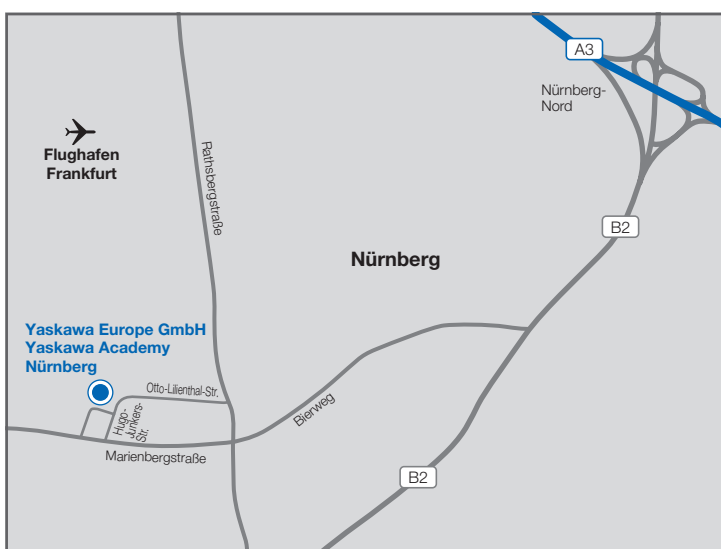 A3
Nürnberg-
Nord
Flughafen
Frankfurt
Rathsbergstraße
B2
Nürnberg
Yaskawa Europe GmbH
Yaskawa Academy
Nürnberg
Otto-Lilienthal-Str.
Hugo-
Junkers-
Str.
Bierweg
Marienbergstraße
B2